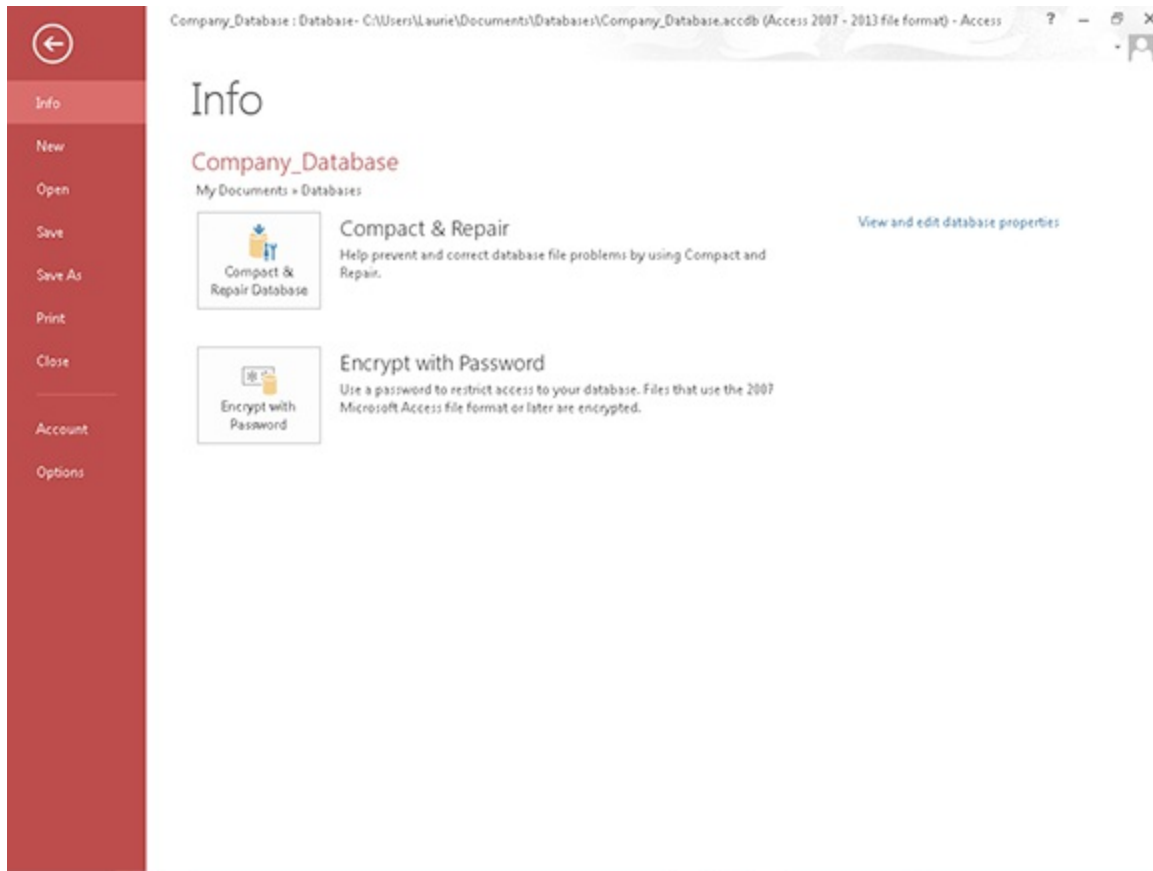 Company_Database : Database- C:\Users\Laurie\Documents\Databases\Company_Database.accdb (Access 2007 - 2013 file format) - Access
?
Info
New
Open
Save
Save As
Print
Close
Account
Options
Info
Company_Database
My Documents » Databases
Compact &
Repair Database
Compact & Repair
Help prevent and correct database file problems by using Compact and
Repair.
View and edit database properties
Encrypt with
Password
Encrypt with Password
Use a password to restrict access to your database. Files that use the 2007
Microsoft Access file format or later are encrypted.